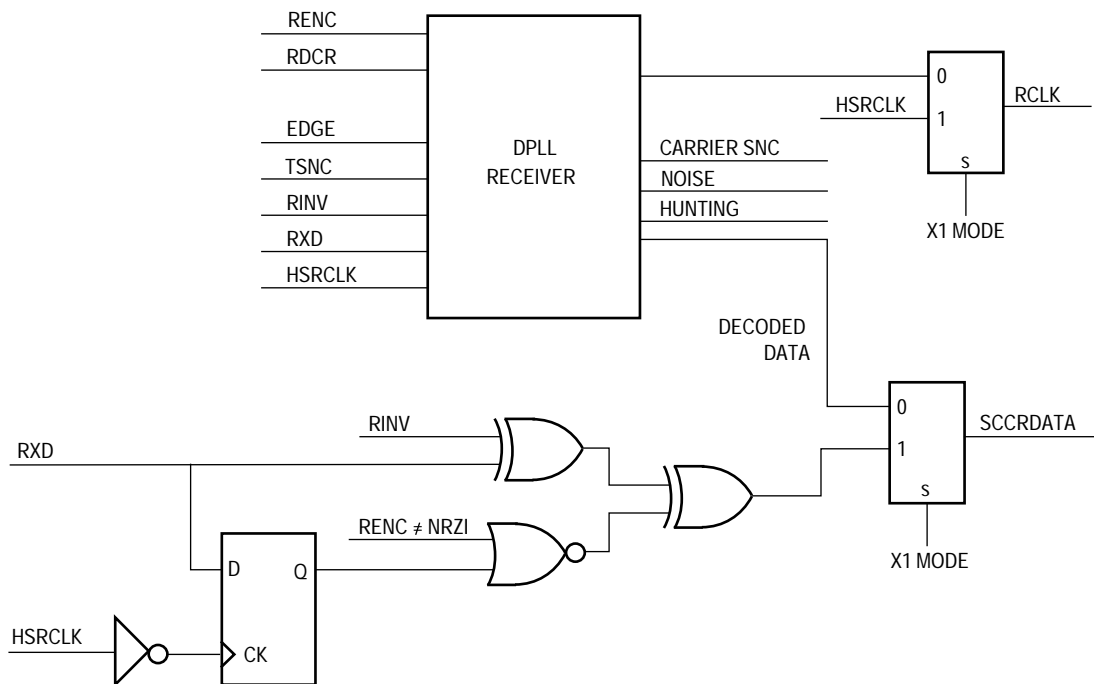 RENC
RDCR
EDGE
TSNC
RINV
RXD
HSRCLK
DPLL
RECEIVER
CARRIER SNC
NOISE
HUNTING
HSRCLK
0
1
S
RCLK
X1 MODE
DECODED
DATA
0
1
S
SCCRDATA
X1 MODE
RINV
RXD
RENC ≠ NRZI
D
Q
CK
HSRCLK